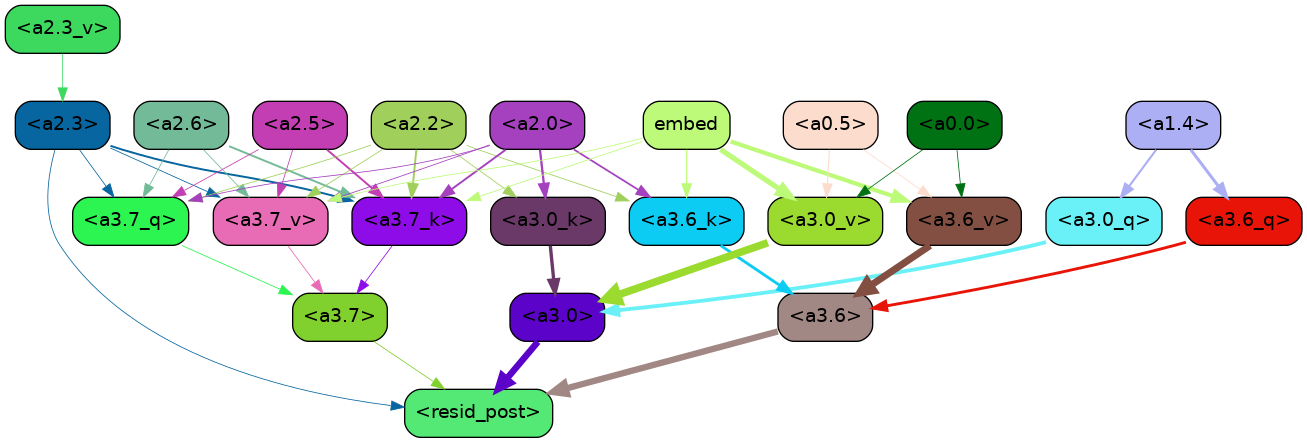 <a2.3_v>
<a2.3> <a2.6> <a2.5> <a2.2> <a2.0> embed <a0.5> <a0.0> <a1.4>
<a3.7_q> <a3.7_v> <a3.7_k> <a3.0_k> <a3.6_k> <a3.0_v> <a3.6_v> <a3.0_q> <a3.6_q>
<a3.7> <a3.0> <a3.6>
<resid_post>